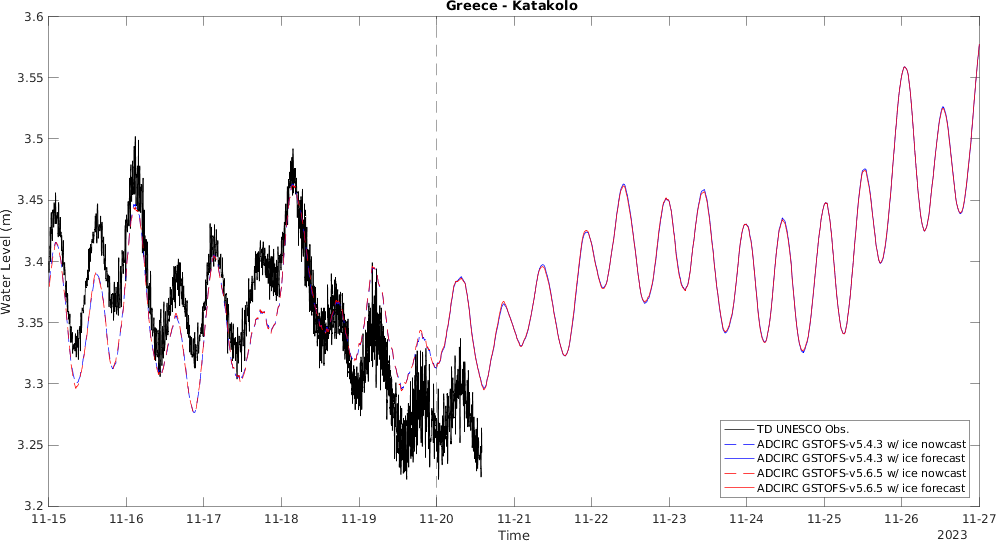 Greece - Katakolo
3.6
3.55
3.5
3.45
3.4
3.35
3.3
3.25
3.2
Water Level (m)
TD UNESCO Obs.
ADCIRC GSTOFS-v5.4.3 w/ ice nowcast
ADCIRC GSTOFS-v5.4.3 w/ ice forecast
ADCIRC GSTOFS-v5.6.5 w/ ice nowcast
ADCIRC GSTOFS-v5.6.5 w/ ice forecast
11-15 11-16 11-17 11-18 11-19 11-20 11-21 11-22 11-23 11-24 11-25 11-26 11-27
Time
2023